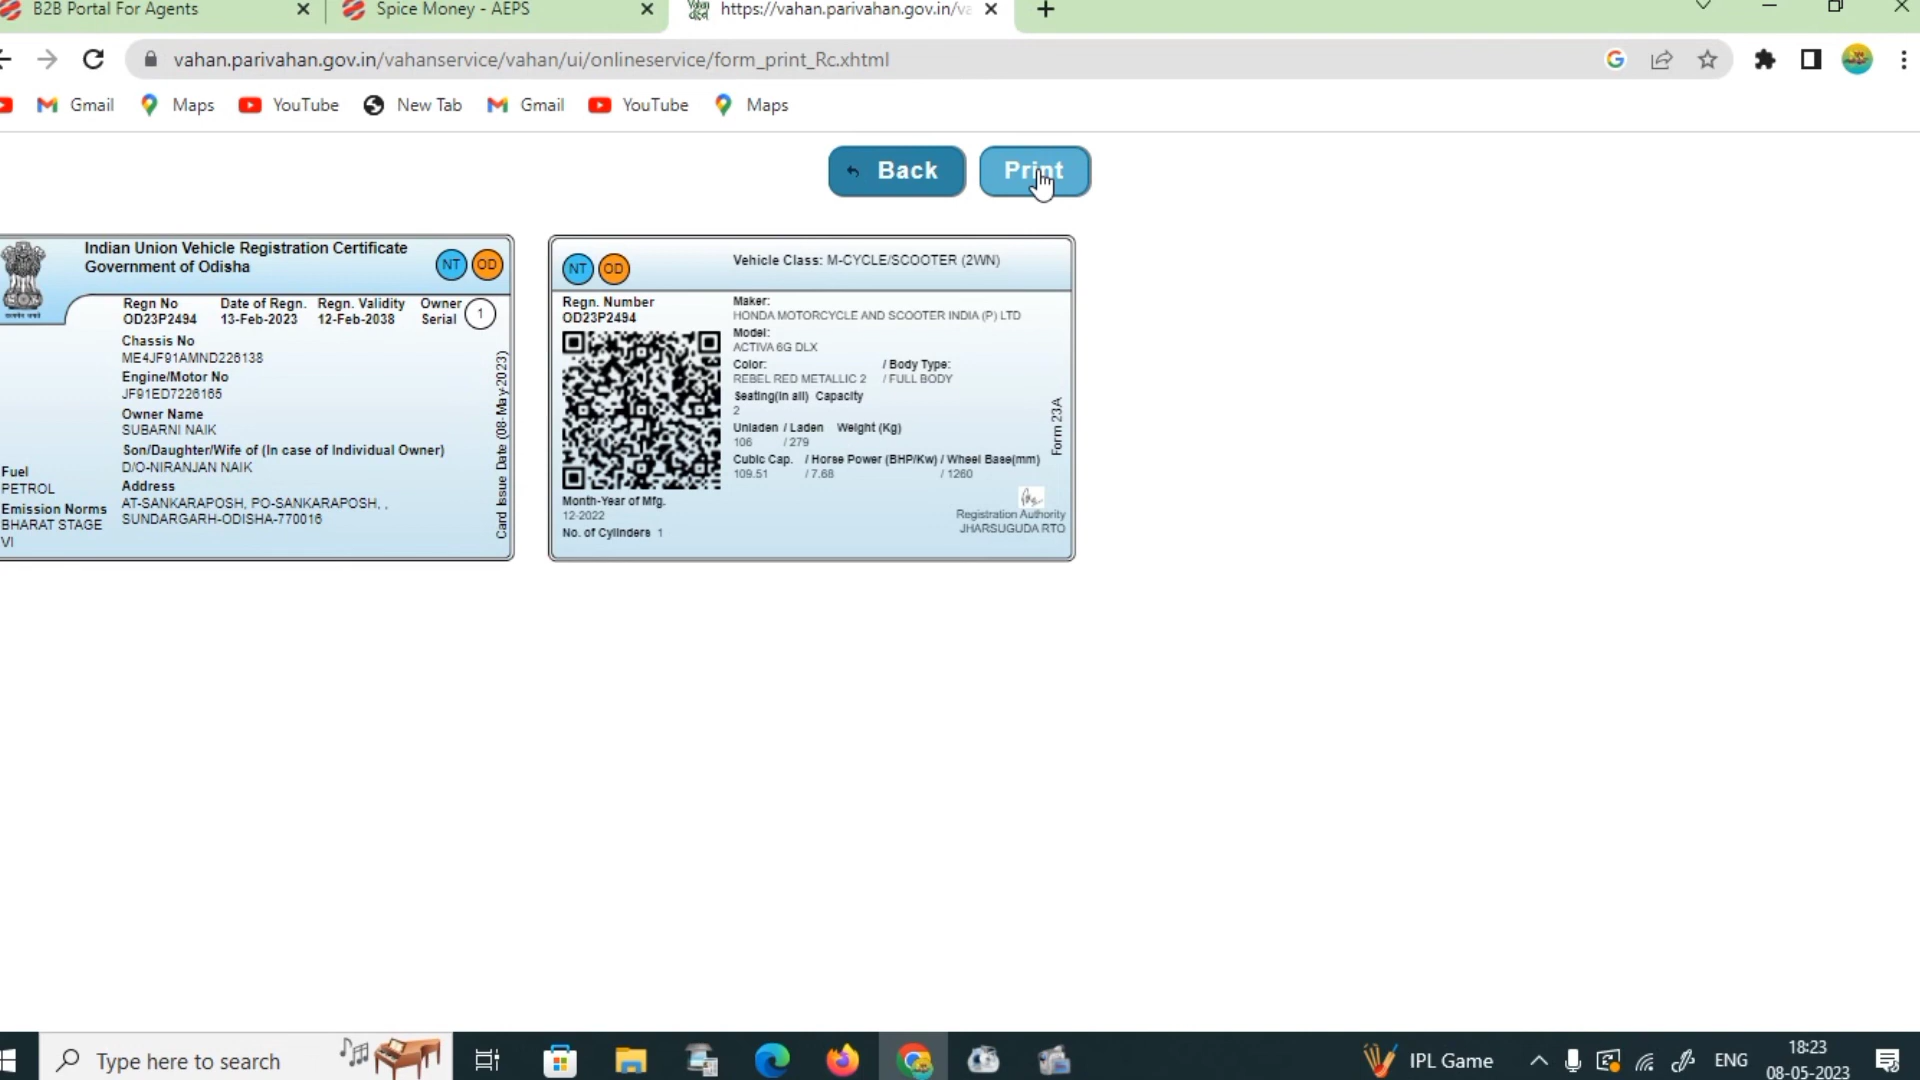 B2B Portal For Agents
Spice Money - AEPS
https://vahan.parivahan.gov.in/va
vahan.parivahan.gov.in/vahanservice/vahan/ui/onlineservice/form_print_Rc.xhtml
Gmail
Maps
YouTube
New Tab
Gmail
YouTube
Maps
Back
Print
Indian Union Vehicle Registration Certificate
Government of Odisha
NT OD
Regn No Date of Regn. Regn. Validity Owner
OD23P2494 13-Feb-2023 12-Feb-2038 Serial 1
Chassis No
ME4JF91AMND226138
Engine/Motor No
JF91ED7226165
Owner Name
SUBARNI NAIK
Son/Daughter/Wife of (In case of Individual Owner)
D/O-NIRANJAN NAIK
Address
AT-SANKARAPOSH, PO-SANKARAPOSH, ,
SUNDARGARH-ODISHA-770016
Fuel
PETROL
Emission Norms
BHARAT STAGE
VI
Card Issue Date (08-May-2023)
NT OD
Vehicle Class: M-CYCLE/SCOOTER (2WN)
Regn. Number
OD23P2494
Month-Year of Mfg.
12-2022
No. of Cylinders 1
Maker:
HONDA MOTORCYCLE AND SCOOTER INDIA (P) LTD
Model:
ACTIVA 6G DLX
Color: / Body Type:
REBEL RED METALLIC 2 / FULL BODY
Seating(in all) Capacity
2
Unladen / Laden Weight (Kg)
106 / 279
Cubic Cap. / Horse Power (BHP/Kw) / Wheel Base(mm)
109.51 / 7.68 / 1260
Form 23A
Registration Authority
JHARSUGUDA RTO
Type here to search
IPL Game
ENG
18:23
08-05-2023